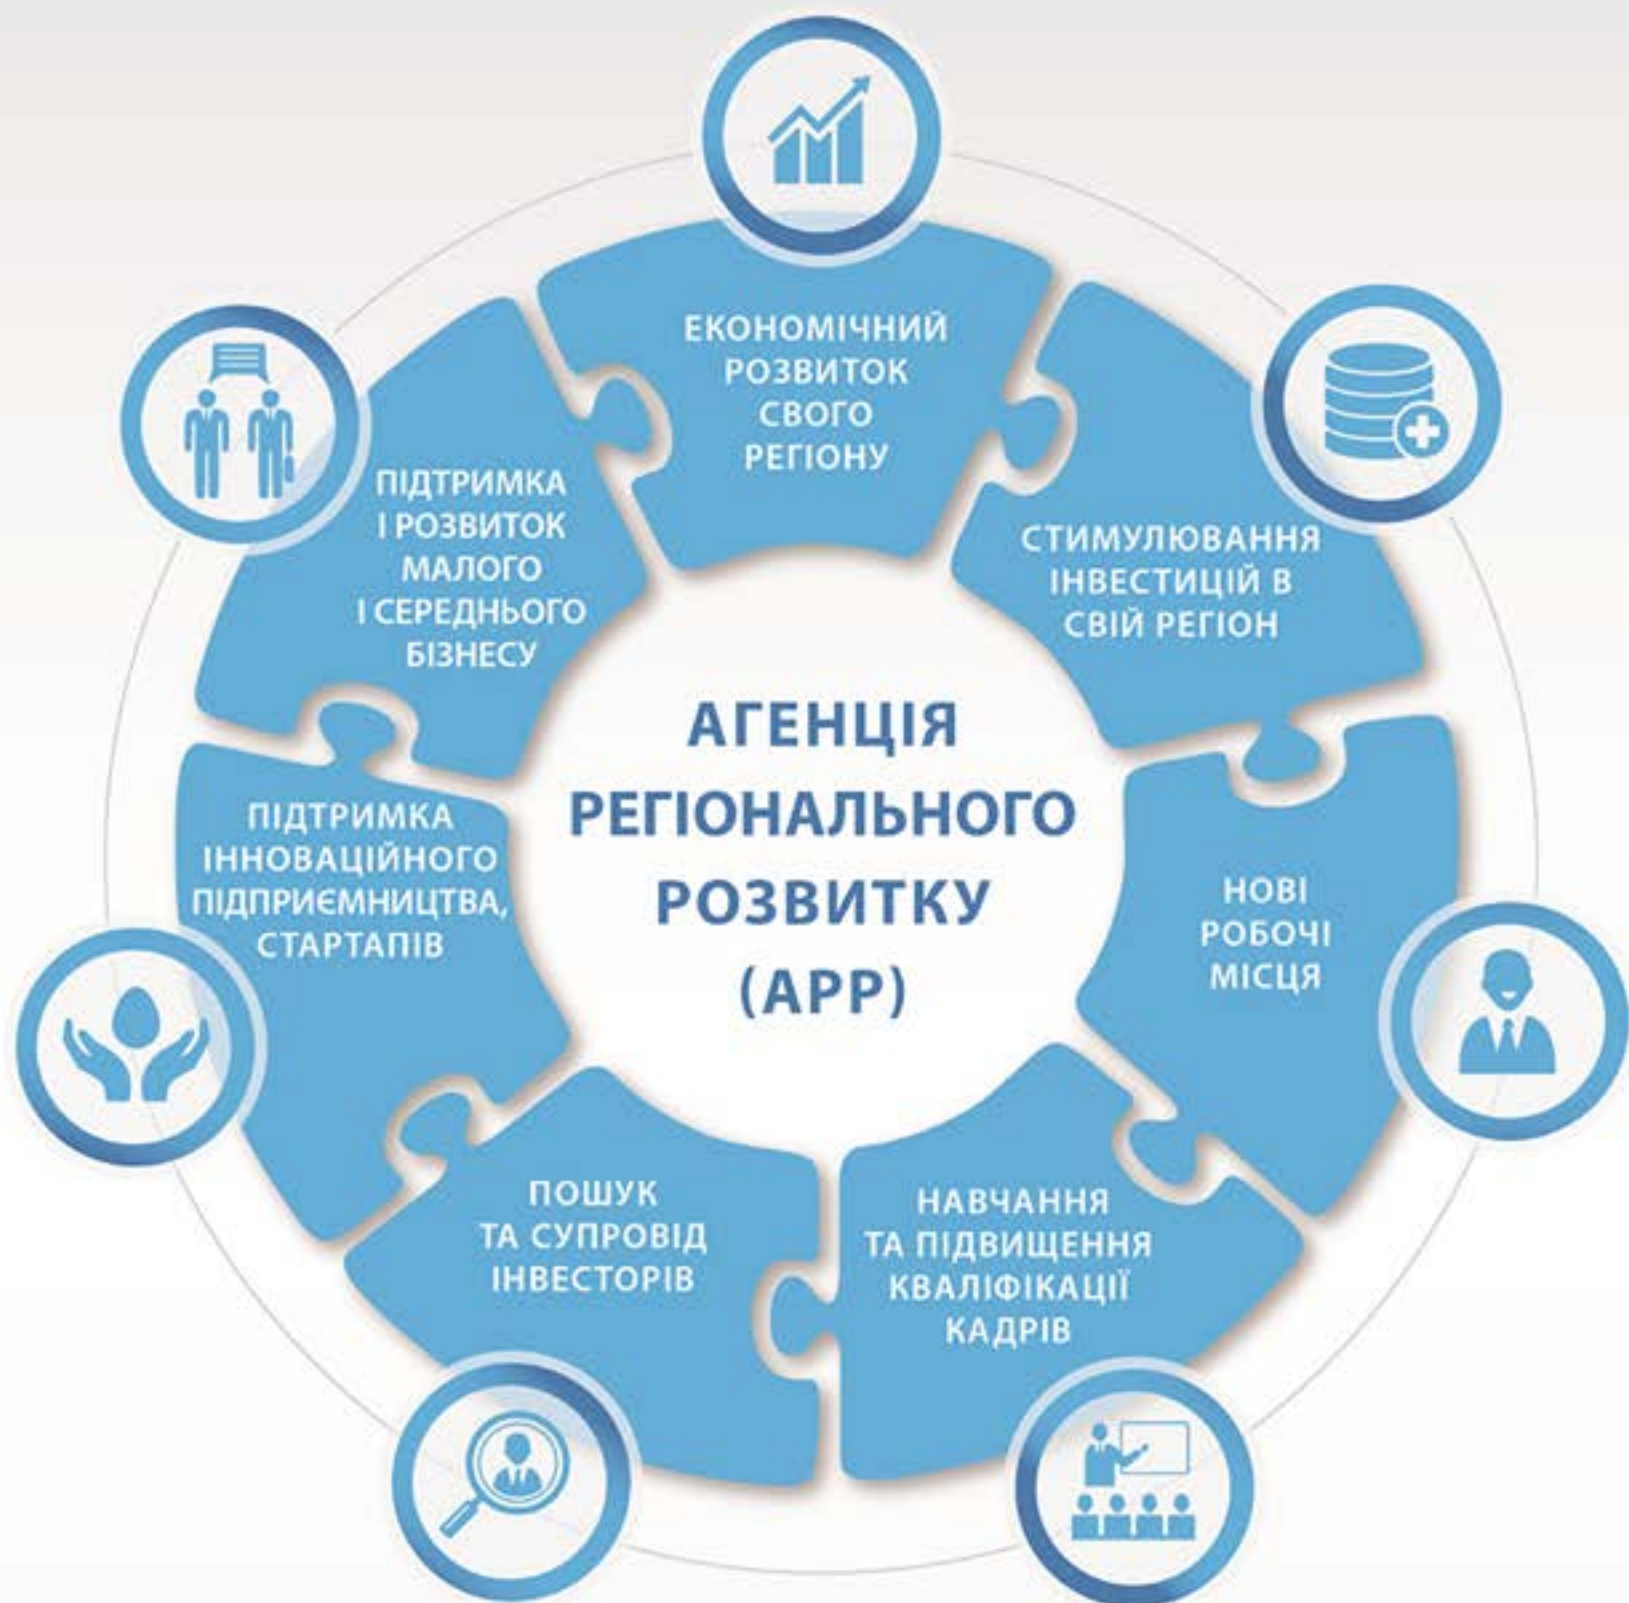 ЕКОНОМІЧНИЙ
РОЗВИТОК
СВОГО
РЕГІОНУ
СТИМУЛЮВАННЯ
ІНВЕСТИЦІЙ В
СВІЙ РЕГІОН
НОВІ
РОБОЧІ
МІСЦЯ
НАВЧАННЯ
ТА ПІДВИЩЕННЯ
КВАЛІФІКАЦІЇ
КАДРІВ
ПОШУК
ТА СУПРОВІД
ІНВЕСТОРІВ
ПІДТРИМКА
ІННОВАЦІЙНОГО
ПІДПРИЄМНИЦТВА,
СТАРТАПІВ
ПІДТРИМКА
І РОЗВИТОК
МАЛОГО
І СЕРЕДНЬОГО
БІЗНЕСУ
АГЕНЦІЯ
РЕГІОНАЛЬНОГО
РОЗВИТКУ
(АРР)